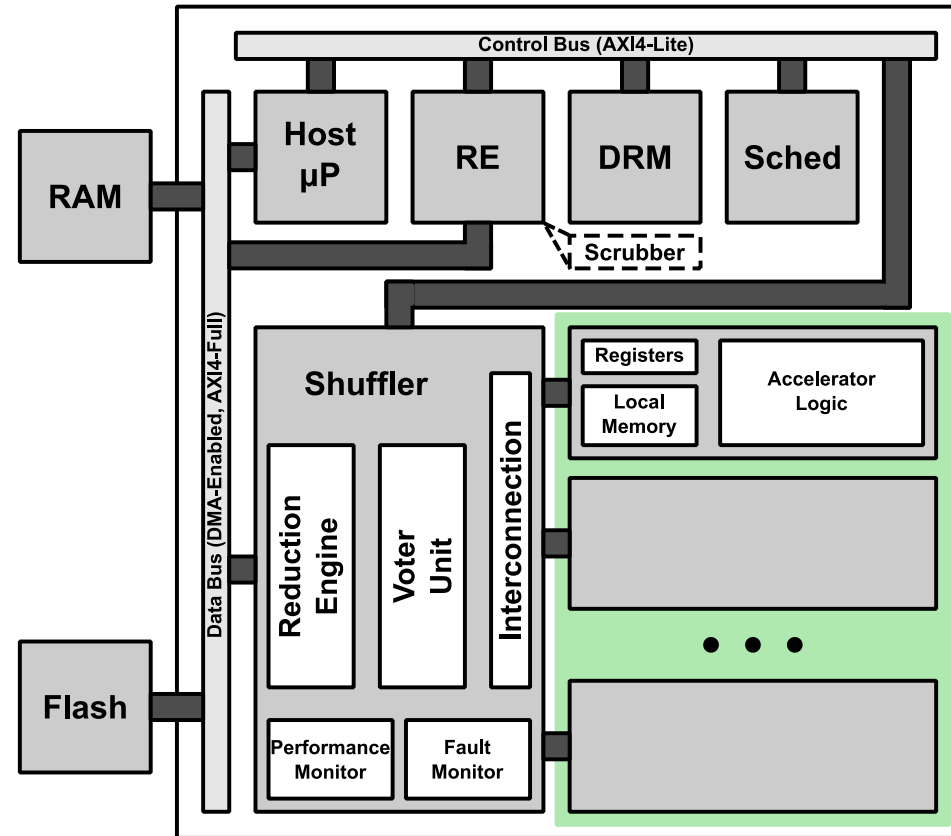 Control Bus (AXI4-Lite)
Host
µP
RE
DRM
Sched
RAM
Scrubber
Data Bus (DMA-Enabled, AXI4-Full)
Shuffler
Registers
Local
Memory
Accelerator
Logic
Reduction
Engine
Voter
Unit
Interconnection
Flash
Performance
Monitor
Fault
Monitor